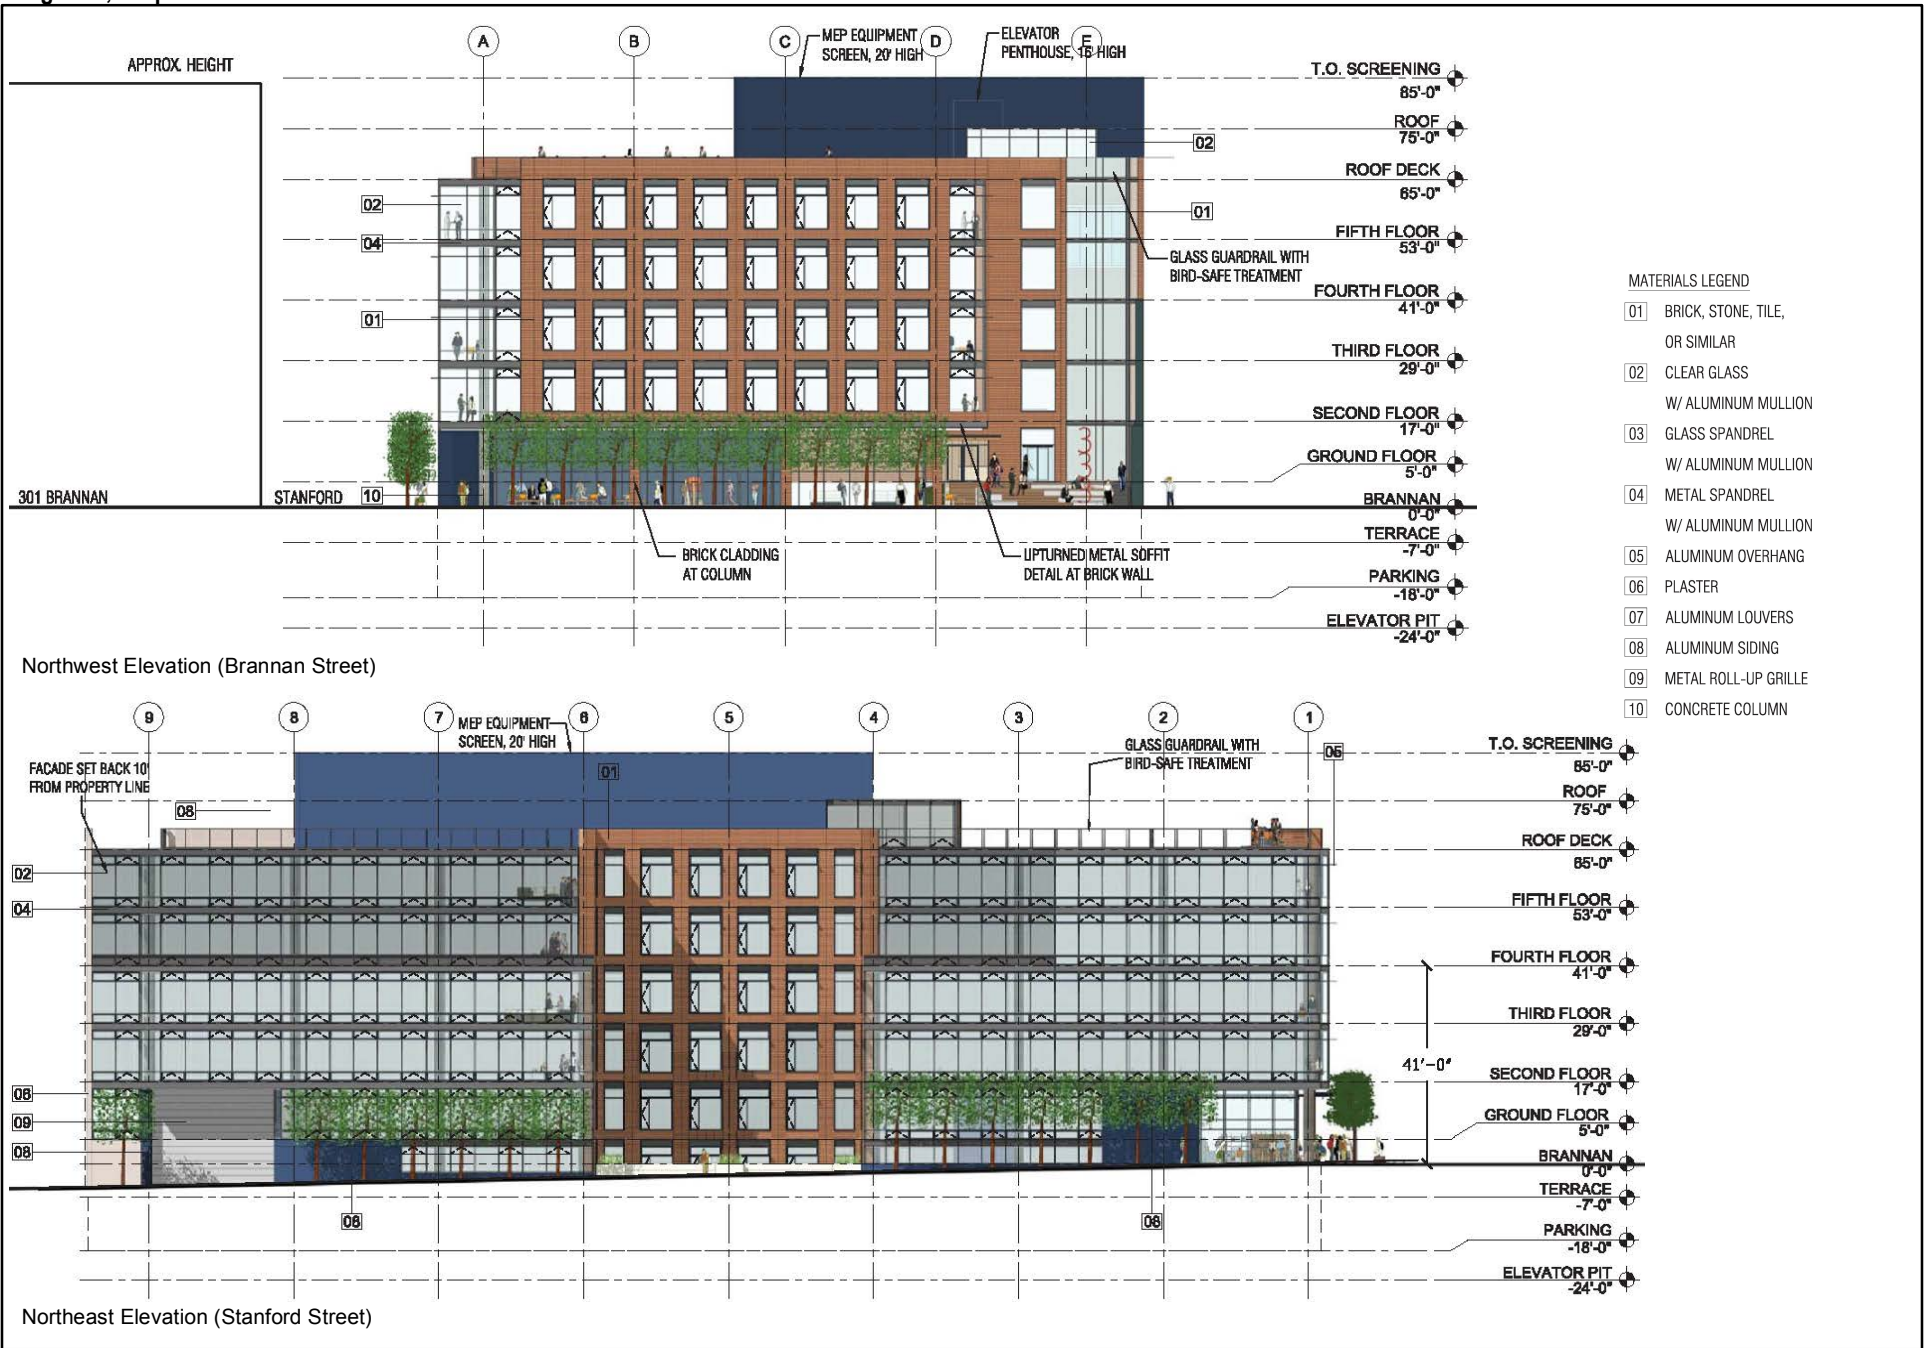 APPROX. HEIGHT
A
B
C
D
E
MEP EQUIPMENT
SCREEN, 20' HIGH
ELEVATOR
PENTHOUSE, 16' HIGH
T.O. SCREENING
85'-0"
ROOF
75'-0"
02
ROOF DECK
65'-0"
02
01
04
FIFTH FLOOR
53'-0"
GLASS GUARDRAIL WITH
BIRD-SAFE TREATMENT
FOURTH FLOOR
41'-0"
01
THIRD FLOOR
29'-0"
SECOND FLOOR
17'-0"
GROUND FLOOR
5'-0"
301 BRANNAN
STANFORD
10
BRANNAN
0'-0"
TERRACE
-7'-0"
BRICK CLADDING
AT COLUMN
UPTURNED METAL SOFFIT
DETAIL AT BRICK WALL
PARKING
-18'-0"
ELEVATOR PIT
-24'-0"
Northwest Elevation (Brannan Street)
MATERIALS LEGEND
01 BRICK, STONE, TILE,
OR SIMILAR
02 CLEAR GLASS
W/ ALUMINUM MULLION
03 GLASS SPANDREL
W/ ALUMINUM MULLION
04 METAL SPANDREL
W/ ALUMINUM MULLION
05 ALUMINUM OVERHANG
06 PLASTER
07 ALUMINUM LOUVERS
08 ALUMINUM SIDING
09 METAL ROLL-UP GRILLE
10 CONCRETE COLUMN
9
8
7
6
5
4
3
2
1
MEP EQUIPMENT
SCREEN, 20' HIGH
GLASS GUARDRAIL WITH
BIRD-SAFE TREATMENT
05
T.O. SCREENING
85'-0"
FACADE SET BACK 10'
FROM PROPERTY LINE
01
08
ROOF
75'-0"
ROOF DECK
65'-0"
02
04
FIFTH FLOOR
53'-0"
FOURTH FLOOR
41'-0"
THIRD FLOOR
29'-0"
41'-0"
SECOND FLOOR
17'-0"
08
09
08
GROUND FLOOR
5'-0"
BRANNAN
0'-0"
TERRACE
-7'-0"
08
08
PARKING
-18'-0"
ELEVATOR PIT
-24'-0"
Northeast Elevation (Stanford Street)